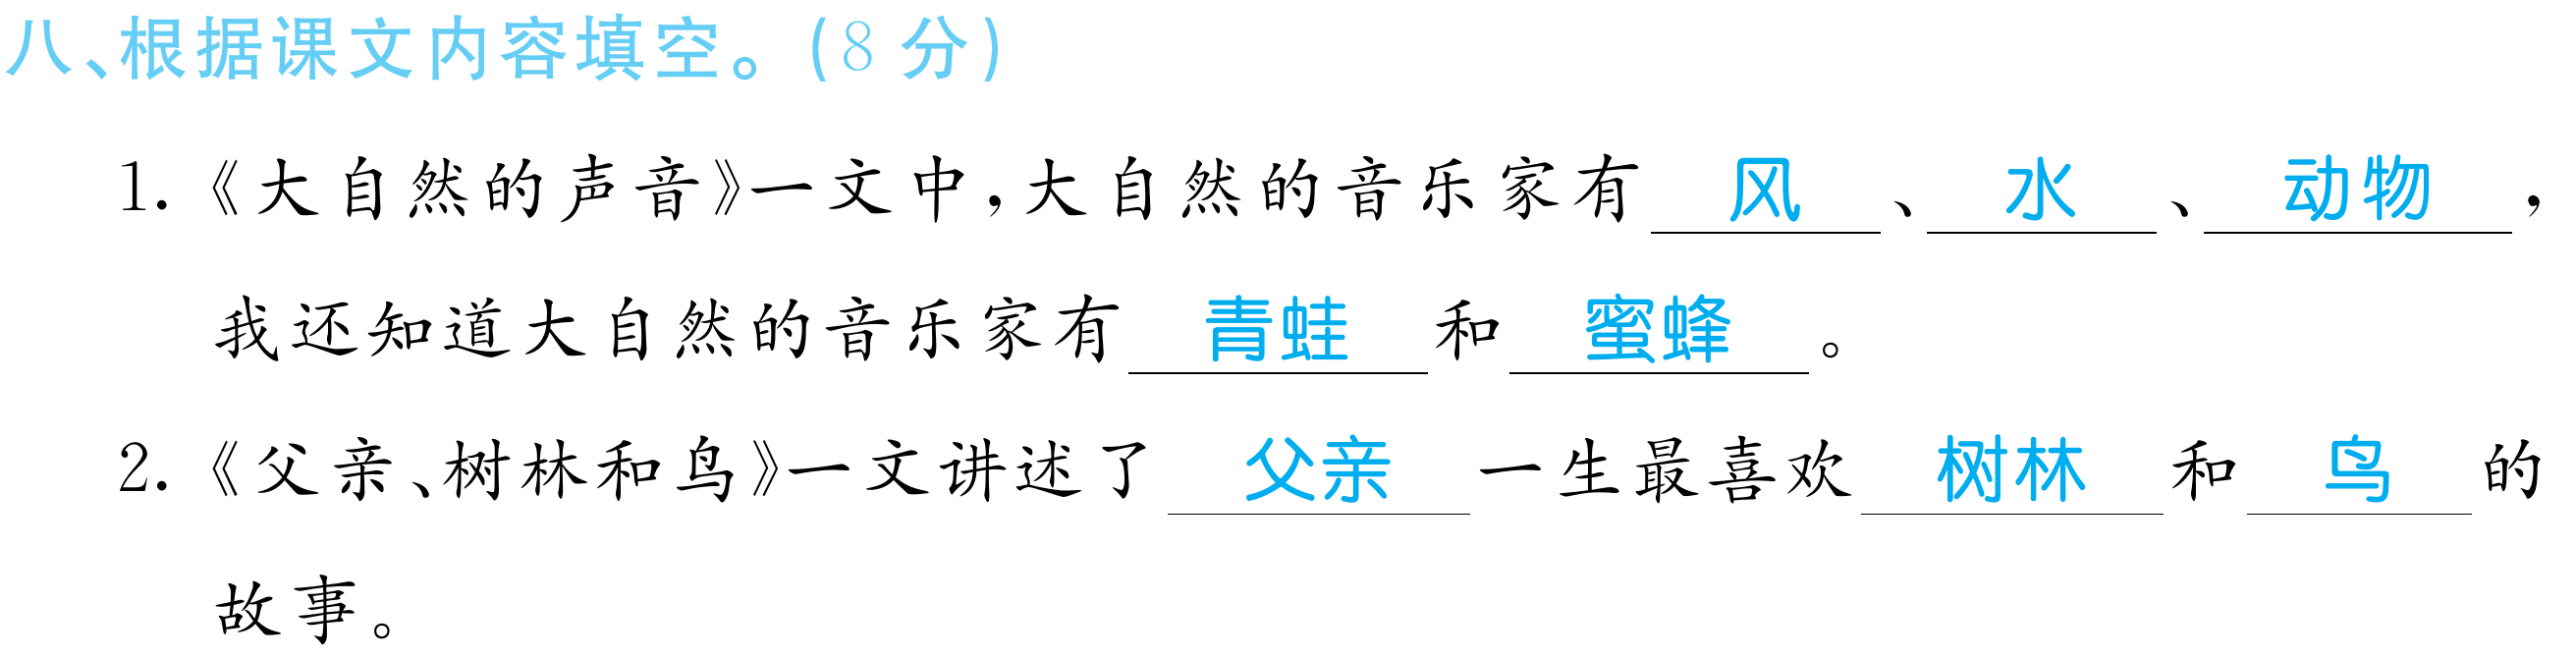 八、根据课文内容填空。(8 分)
1.《大自然的声音》一文中,大自然的音乐家有 风 、 水 、 动物 ,
我还知道大自然的音乐家有 青蛙 和 蜜蜂 。
2.《父亲、树林和鸟》一文讲述了 父亲 一生最喜欢 树林 和 鸟 的
故事。